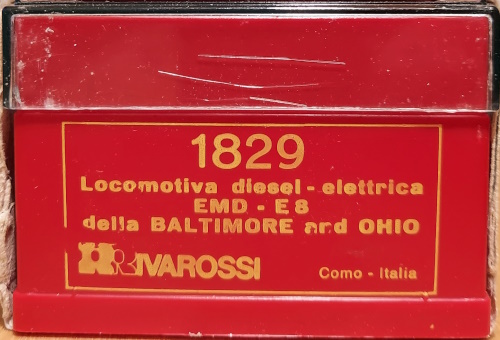 1829
Locomotiva diesel-elettrica
EMD - E8
della BALTIMORE and OHIO
RIVAROSSI
Como - Italia